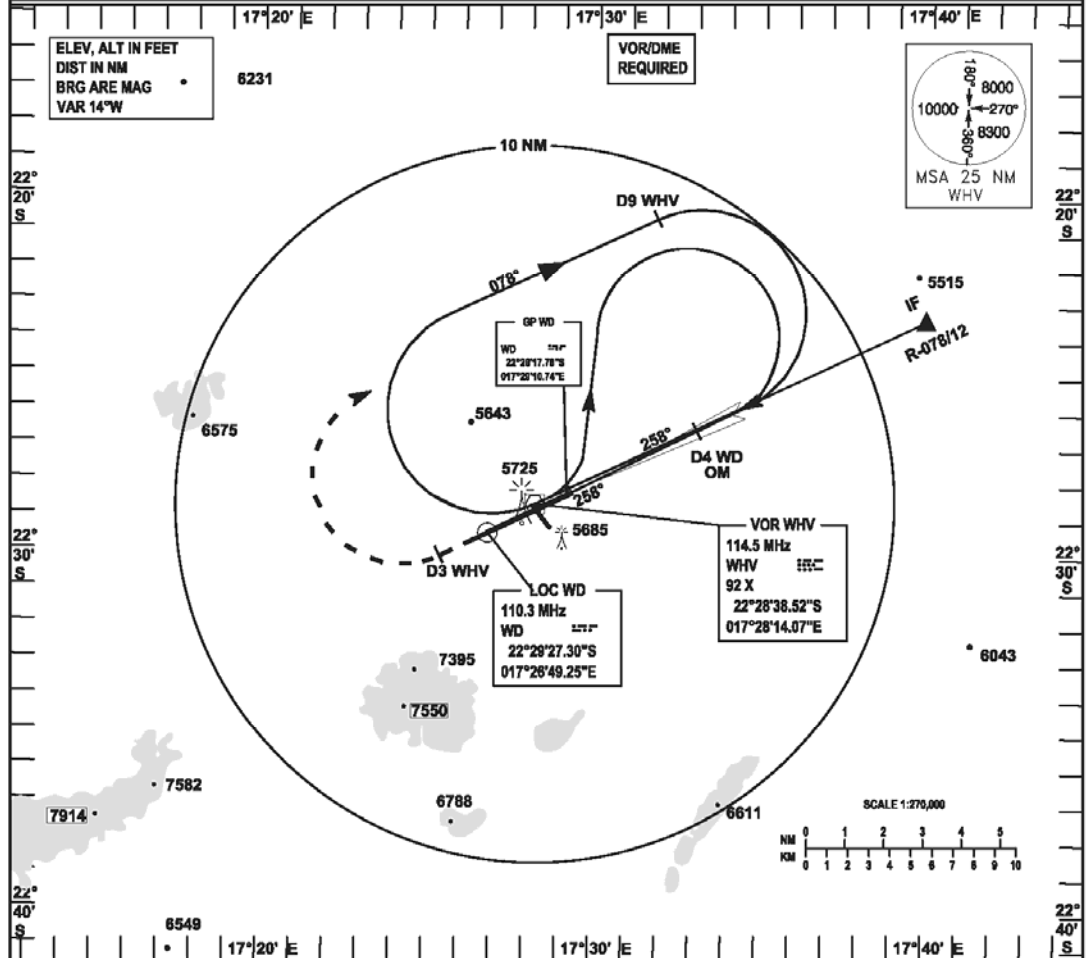 17°20' E
17°30' E
17°40' E
ELEV, ALT IN FEET
DIST IN NM
BRG ARE MAG
VAR 14°W
6231
VOR/DME
REQUIRED
180°
8000
10000
270°
8300
360°
MSA 25 NM
WHV
10 NM
22°
20'
S
22°
20'
S
D9 WHV
078°
5515
IF
R-078/12
GP WD
WD
22°28'17.78"S
017°29'10.74"E
6575
5643
258°
D4 WD
OM
5725
258°
5685
22°
30'
S
22°
30'
S
D3 WHV
VOR WHV
114.5 MHz
WHV
92 X
22°28'38.52"S
017°28'14.07"E
LOC WD
110.3 MHz
WD
22°29'27.30"S
017°26'49.25"E
6043
7395
7550
7582
7914
6788
6611
SCALE 1:270,000
NM 0 1 2 3 4 5
KM 0 1 2 3 4 5 6 7 8 9 10
22°
40'
S
22°
40'
S
6549
17°20' E
17°30' E
17°40' E